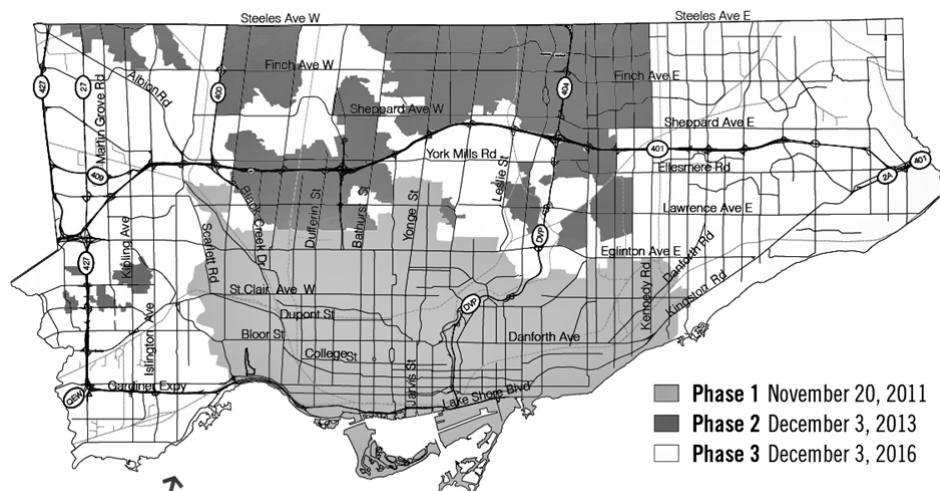 Steeles Ave W
Steeles Ave E
427
27
Martin Grove Rd
Albion Rd
400
Finch Ave W
404
Finch Ave E
Sheppard Ave W
Sheppard Ave E
401
York Mills Rd
Ellesmere Rd
401
2A
409
Kipling Ave
Scarlett Rd
Black Creek Dr
Dufferin St
Bathurst St
Yonge St
Leslie St
Lawrence Ave E
DVP
Eglinton Ave E
427
Danforth Rd
Kennedy Rd
Kingston Rd
St Clair Ave W
DVP
Dupont St
Islington Ave
Bloor St
College St
Danforth Ave
Jarvis St
Gardiner Expy
QEW
Lake Shore Blvd
Phase 1 November 20, 2011
Phase 2 December 3, 2013
Phase 3 December 3, 2016